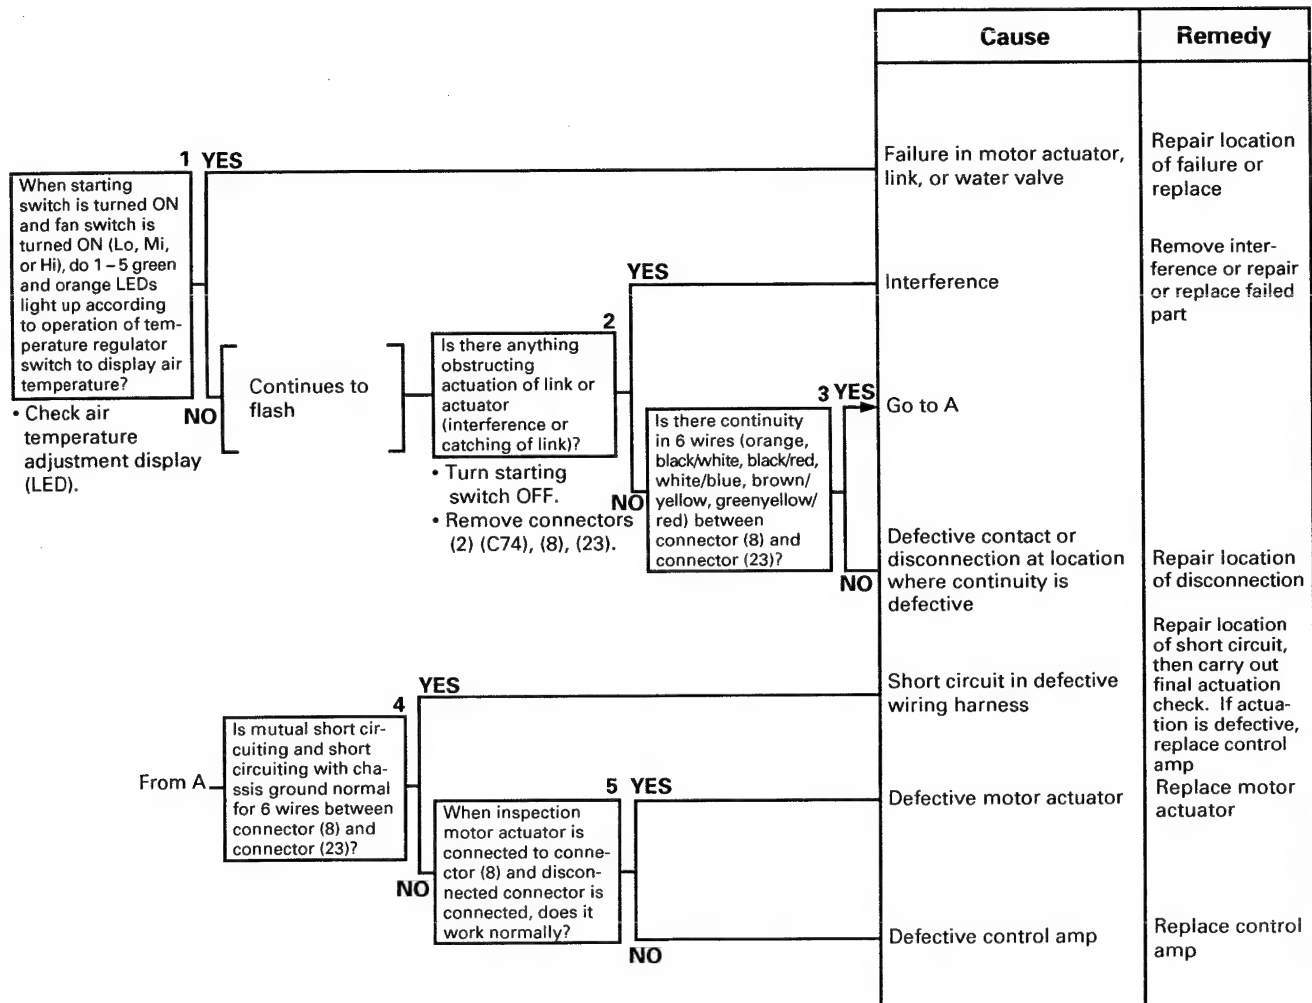 Cause
Remedy
1 YES
When starting
switch is turned ON
and fan switch is
turned ON (Lo, Mi,
or Hi), do 1 – 5 green
and orange LEDs
light up according
to operation of tem-
perature regulator
switch to display air
temperature?
• Check air
temperature
adjustment display
(LED).
NO
Continues to
flash
Failure in motor actuator,
link, or water valve
Repair location
of failure or
replace
2
YES
Is there anything
obstructing
actuation of link or
actuator
(interference or
catching of link)?
• Turn starting
switch OFF.
• Remove connectors
(2) (C74), (8), (23).
NO
Interference
Remove inter-
ference or repair
or replace failed
part
3 YES
Is there continuity
in 6 wires (orange,
black/white, black/red,
white/blue, brown/
yellow, greenyellow/
red) between
connector (8) and
connector (23)?
NO
Go to A
Defective contact or
disconnection at location
where continuity is
defective
Repair location
of disconnection
From A
4
YES
Is mutual short cir-
cuiting and short
circuiting with cha-
ssis ground normal
for 6 wires between
connector (8) and
connector (23)?
NO
Short circuit in defective
wiring harness
Repair location
of short circuit,
then carry out
final actuation
check. If actua-
tion is defective,
replace control
amp
5 YES
When inspection
motor actuator is
connected to conne-
ctor (8) and discon-
nected connector is
connected, does it
work normally?
NO
Defective motor actuator
Replace motor
actuator
Defective control amp
Replace control
amp